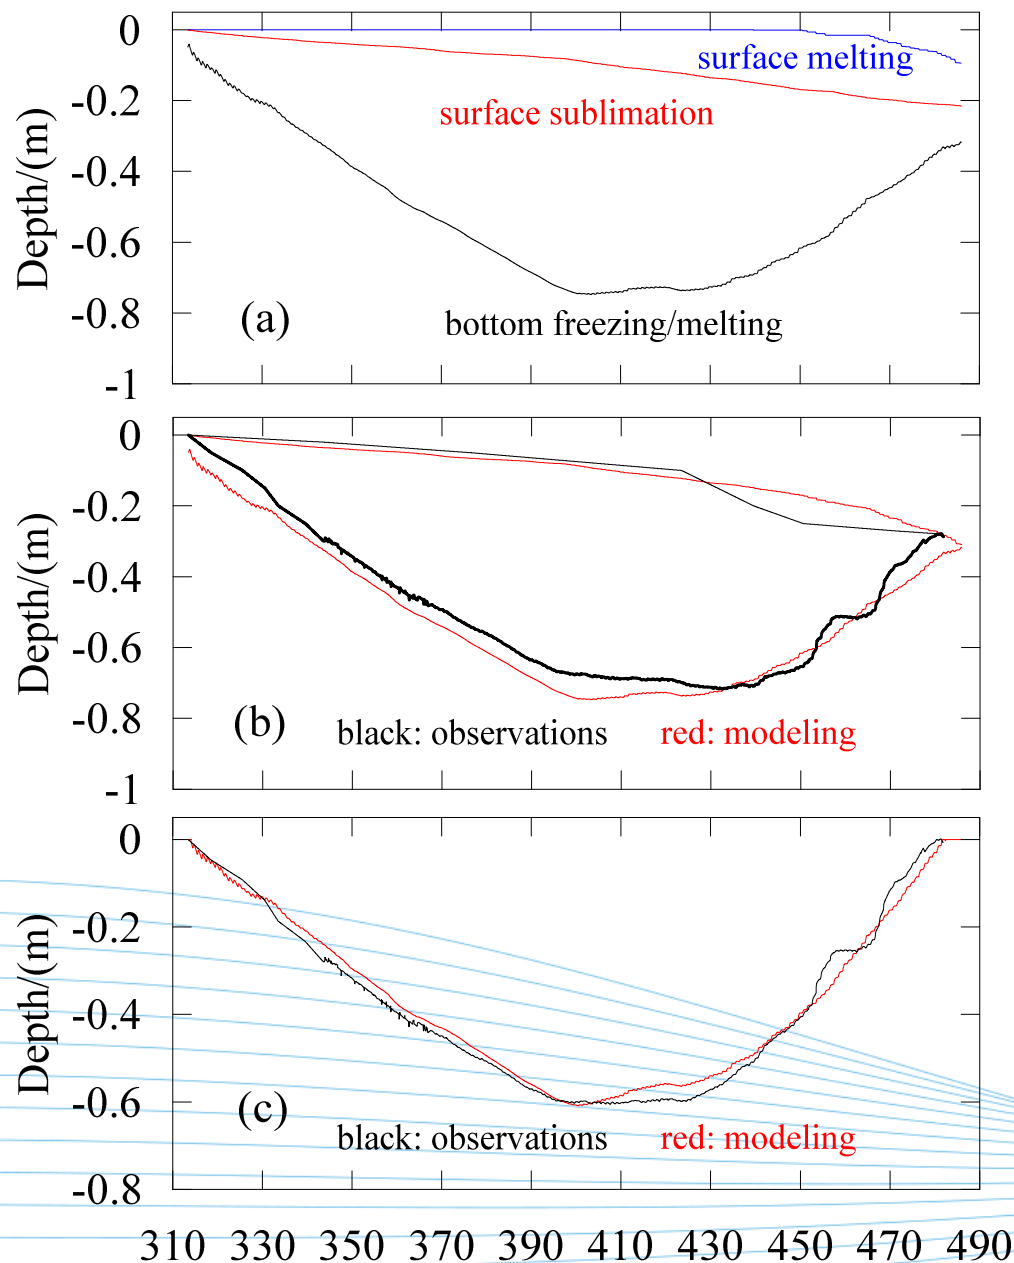 0
surface melting
-0.2
surface sublimation
-0.4
Depth/(m)
-0.6
-0.8
(a)
bottom freezing/melting
-1
0
-0.2
-0.4
Depth/(m)
-0.6
-0.8
(b)
black: observations
red: modeling
-1
0
-0.2
-0.4
Depth/(m)
-0.6
(c)
black: observations
red: modeling
-0.8
310 330 350 370 390 410 430 450 470 490